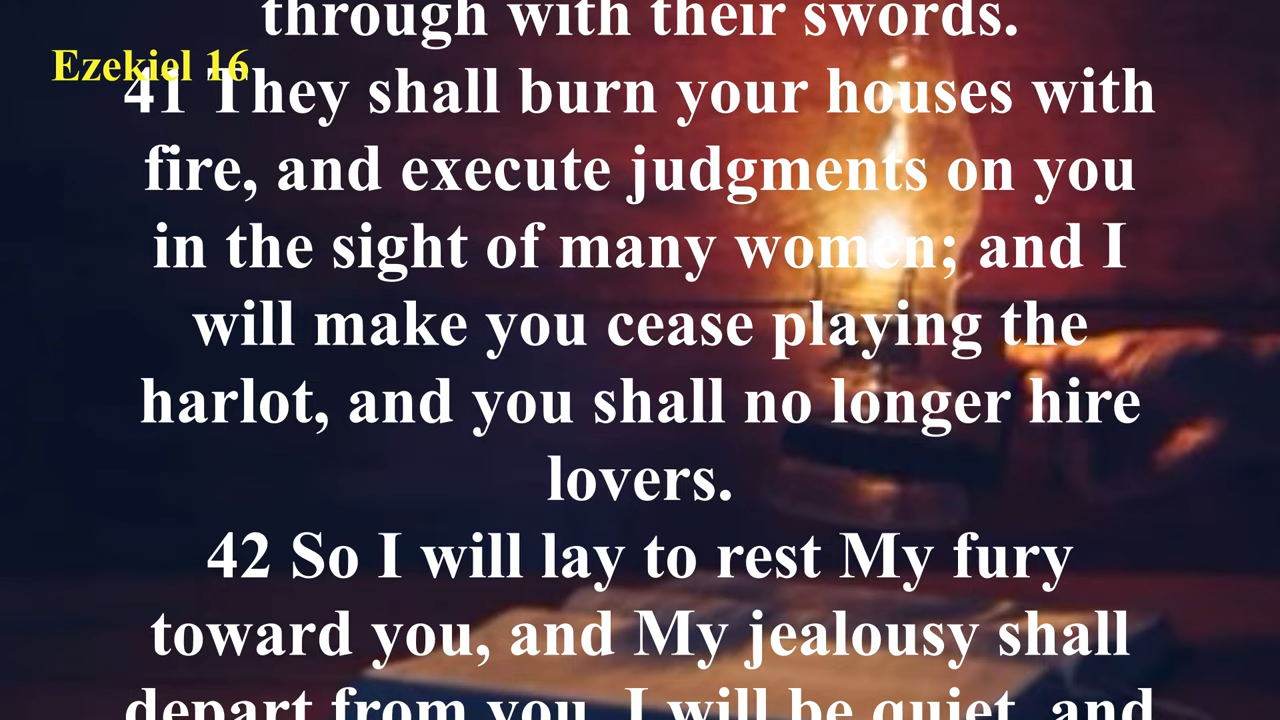 through with their swords.
Ezekiel 16
41 They shall burn your houses with
fire, and execute judgments on you
in the sight of many women; and I
will make you cease playing the
harlot, and you shall no longer hire
lovers.
42 So I will lay to rest My fury
toward you, and My jealousy shall
depart from you. I will be quiet, and